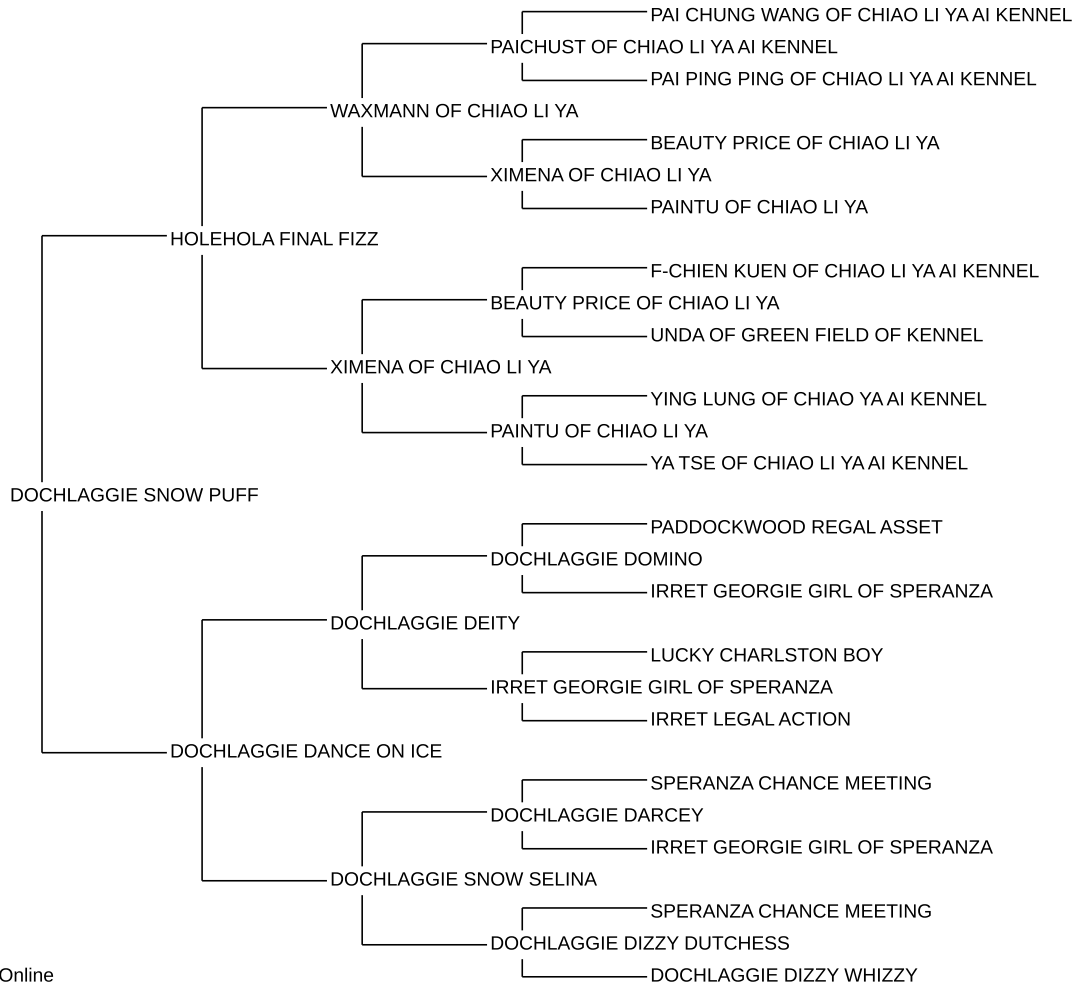 PAI CHUNG WANG OF CHIAO LI YA AI KENNEL
PAICHUST OF CHIAO LI YA AI KENNEL
PAI PING PING OF CHIAO LI YA AI KENNEL
WAXMANN OF CHIAO LI YA
BEAUTY PRICE OF CHIAO LI YA
XIMENA OF CHIAO LI YA
PAINTU OF CHIAO LI YA
HOLEHOLA FINAL FIZZ
F-CHIEN KUEN OF CHIAO LI YA AI KENNEL
BEAUTY PRICE OF CHIAO LI YA
UNDA OF GREEN FIELD OF KENNEL
XIMENA OF CHIAO LI YA
YING LUNG OF CHIAO YA AI KENNEL
PAINTU OF CHIAO LI YA
YA TSE OF CHIAO LI YA AI KENNEL
DOCHLAGGIE SNOW PUFF
PADDOCKWOOD REGAL ASSET
DOCHLAGGIE DOMINO
IRRET GEORGIE GIRL OF SPERANZA
DOCHLAGGIE DEITY
LUCKY CHARLSTON BOY
IRRET GEORGIE GIRL OF SPERANZA
IRRET LEGAL ACTION
DOCHLAGGIE DANCE ON ICE
SPERANZA CHANCE MEETING
DOCHLAGGIE DARCEY
IRRET GEORGIE GIRL OF SPERANZA
DOCHLAGGIE SNOW SELINA
SPERANZA CHANCE MEETING
DOCHLAGGIE DIZZY DUTCHESS
DOCHLAGGIE DIZZY WHIZZY
Online